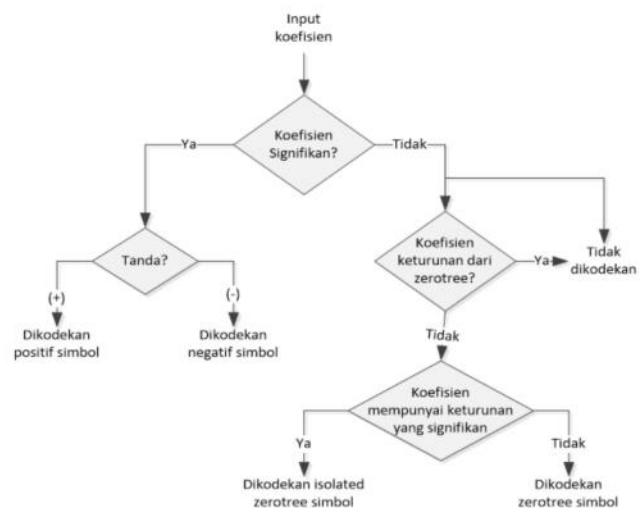 Input
koefisien
Koefisien
Signifikan?
Ya
Tidak
Tanda?
Koefisien
keturunan dari
zerotree?
Ya
Tidak
dikodekan
(+)
(-)
Dikodekan
positif simbol
Dikodekan
negatif simbol
Tidak
Koefisien
mempunyai keturunan
yang signifikan
Ya
Tidak
Dikodekan isolated
zerotree simbol
Dikodekan
zerotree simbol